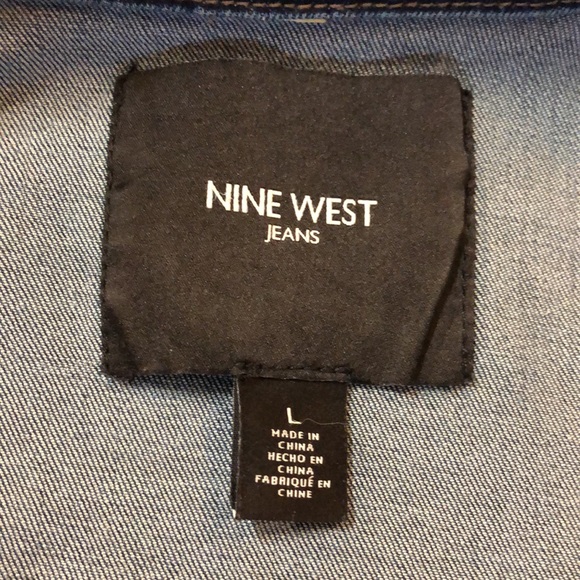 NINE WEST
JEANS
L
MADE IN
CHINA
HECHO EN
CHINA
FABRIQUÉ EN
CHINE